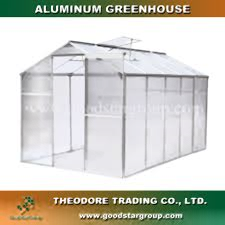 ALUMINUM GREENHOUSE
THEODORE TRADING CO., LTD.
www.goodstargroup.com